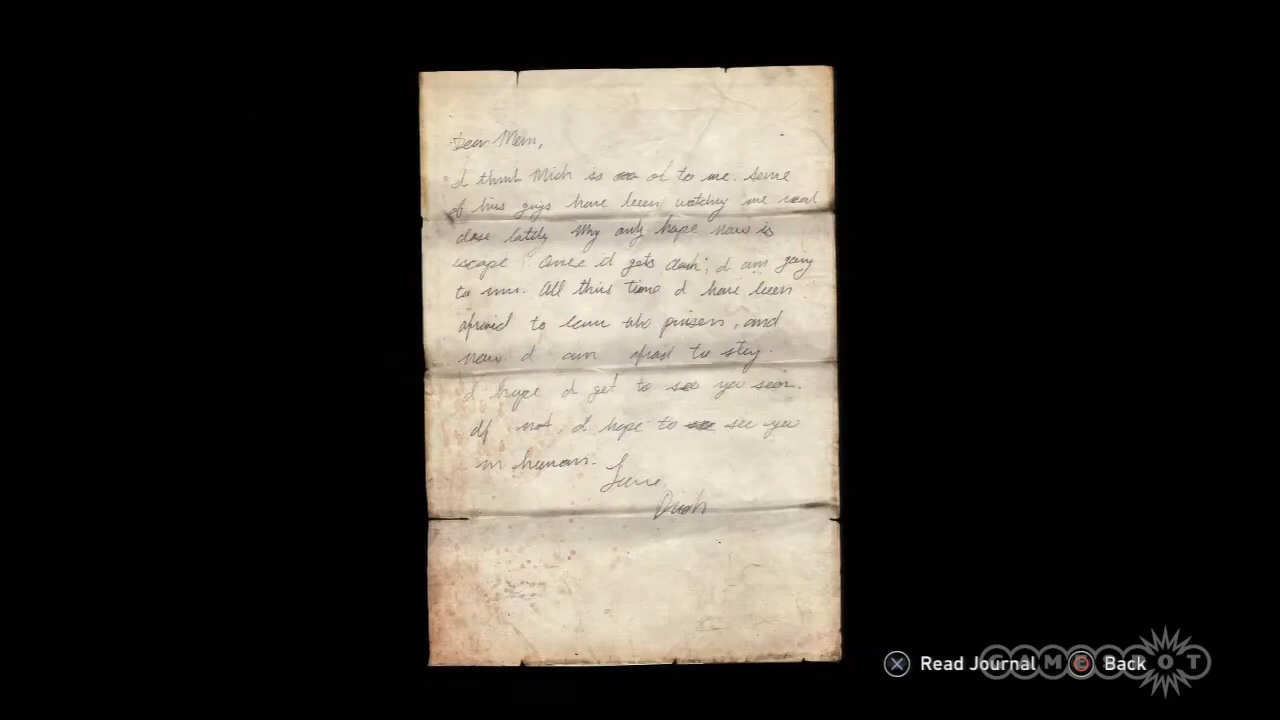 Dear Mom,
I think is to me. Some
of his guys have been watching me real
close lately My only hope now is
escape. Once it gets dark, I am going
to run. All this time I have been
afraid to leave the prison, and
now I am afraid to stay.
I hope I get to see you soon.
If not, I hope to see you
in
Love,
Read Journal Back
GAMESPOT